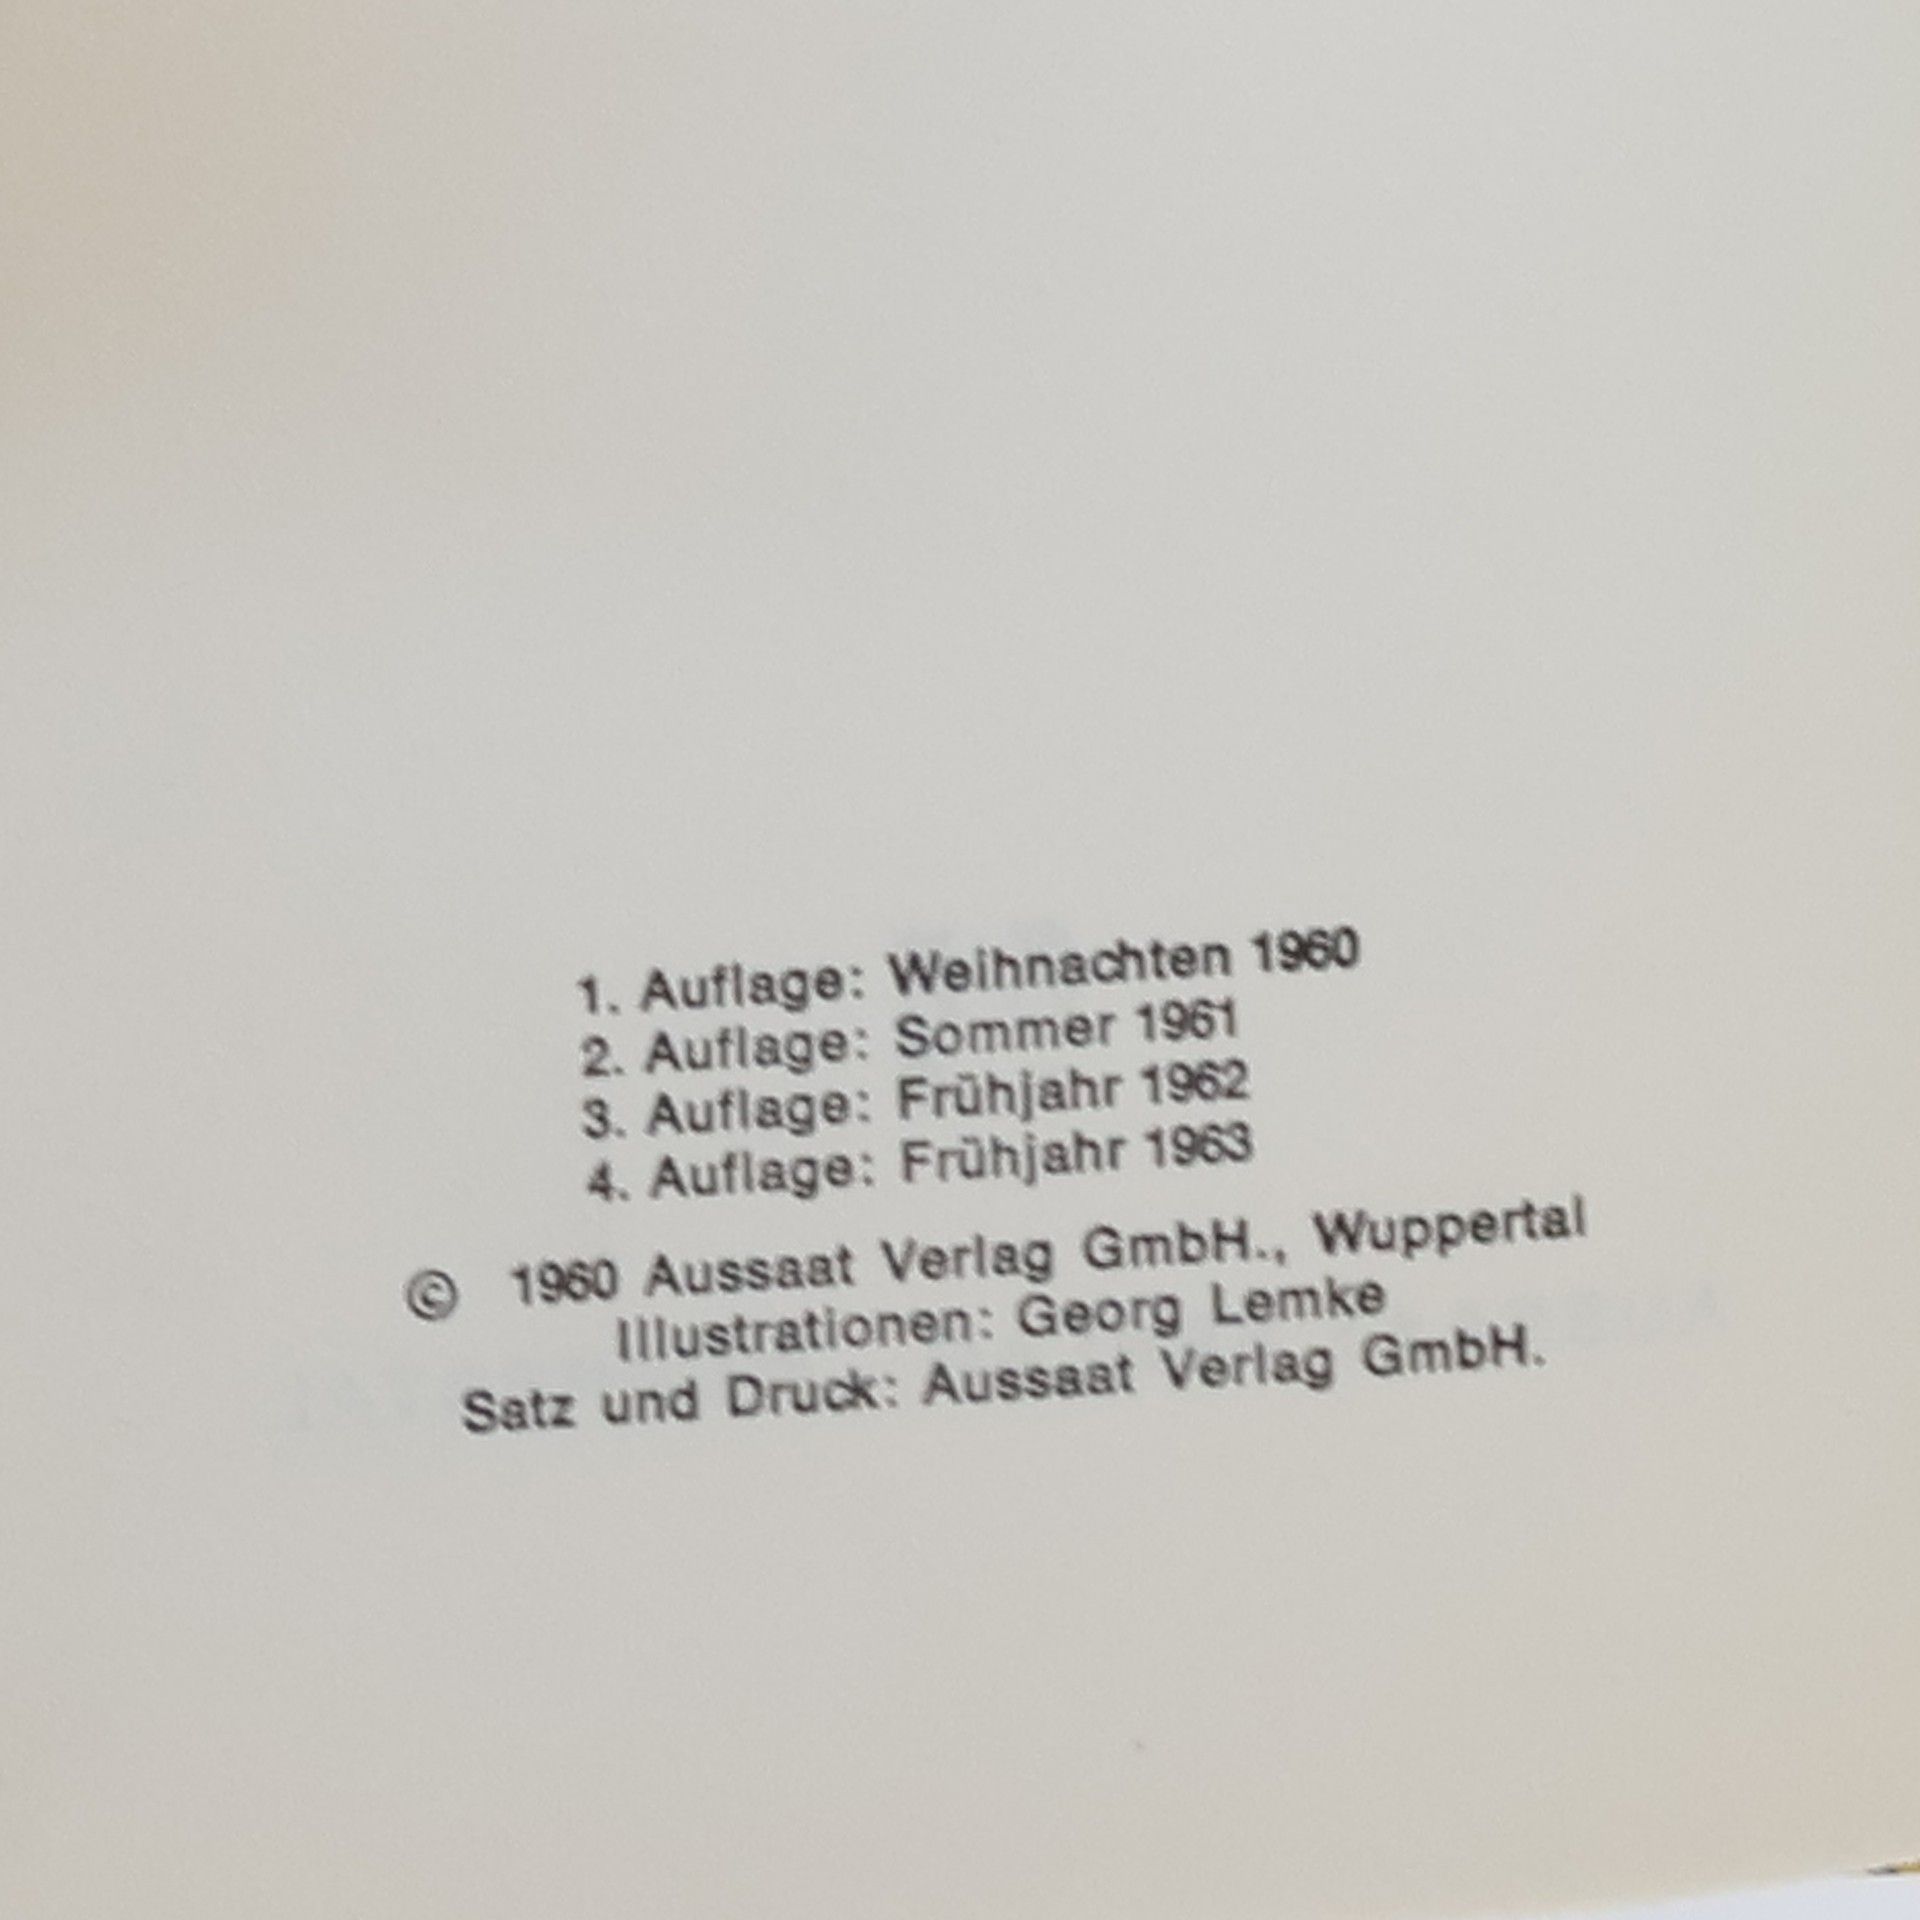 1. Auflage: Weihnachten 1960
2. Auflage: Sommer 1961
3. Auflage: Frühjahr 1962
4. Auflage: Frühjahr 1963
© 1960 Aussaat Verlag GmbH., Wuppertal
Illustrationen: Georg Lemke
Satz und Druck: Aussaat Verlag GmbH.